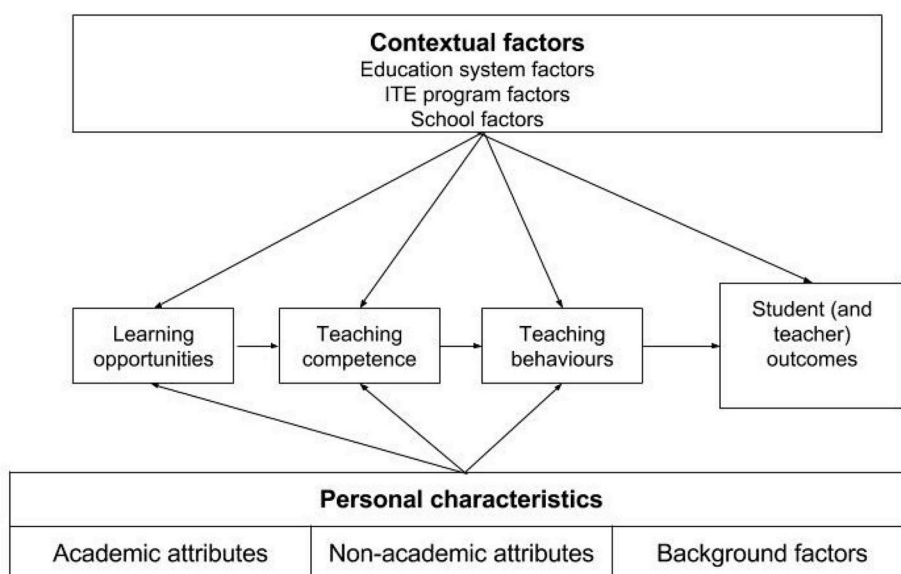 Contextual factors
Education system factors
ITE program factors
School factors
Learning
opportunities
Teaching
competence
Teaching
behaviours
Student (and
teacher)
outcomes
Personal characteristics
Academic attributes
Non-academic attributes
Background factors